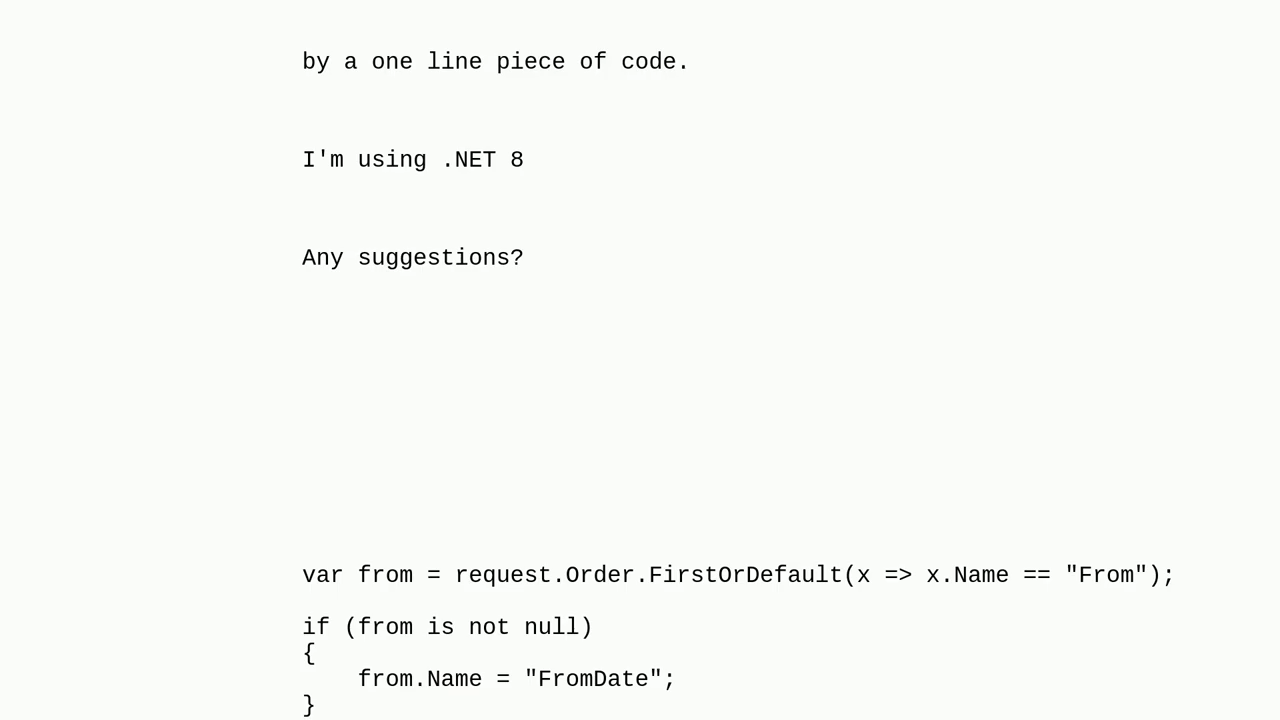 by a one line piece of code.
I'm using .NET 8
Any suggestions?
var from = request.Order.FirstOrDefault(x => x.Name == "From");
if (from is not null)
{
    from.Name = "FromDate";
}